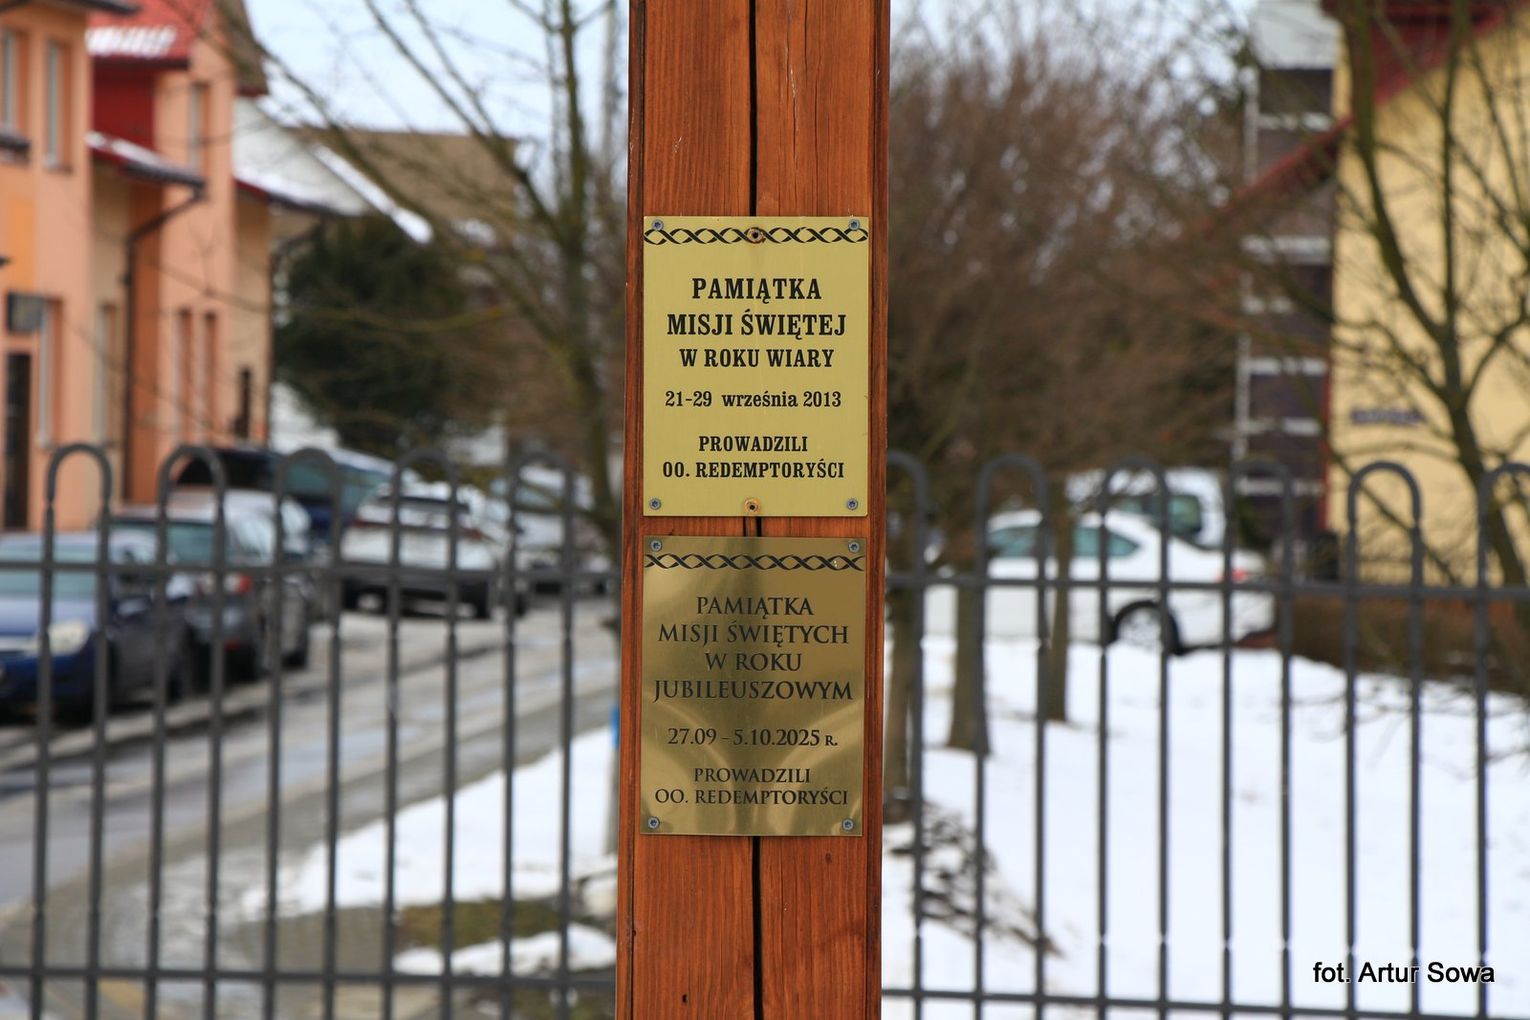 PAMIĄTKA
MISJI ŚWIĘTEJ
W ROKU WIARY
21-29 września 2013
PROWADZILI
OO. REDEMPTORYŚCI
PAMIĄTKA
MISJI ŚWIĘTYCH
W ROKU
JUBILEUSZOWYM
27.09 - 5.10.2025 R.
PROWADZILI
OO. REDEMPTORYŚCI
fot. Artur Sowa